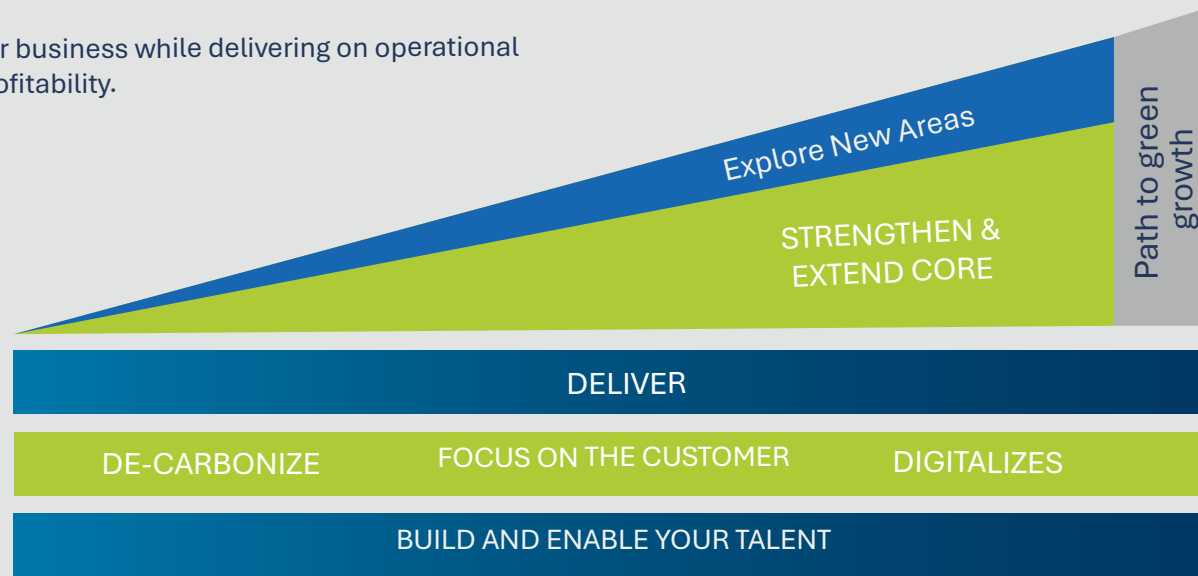 r business while delivering on operational
ofitability.
Explore New Areas
STRENGTHEN &
EXTEND CORE
Path to green
growth
DELIVER
DE-CARBONIZE FOCUS ON THE CUSTOMER DIGITALIZES
BUILD AND ENABLE YOUR TALENT